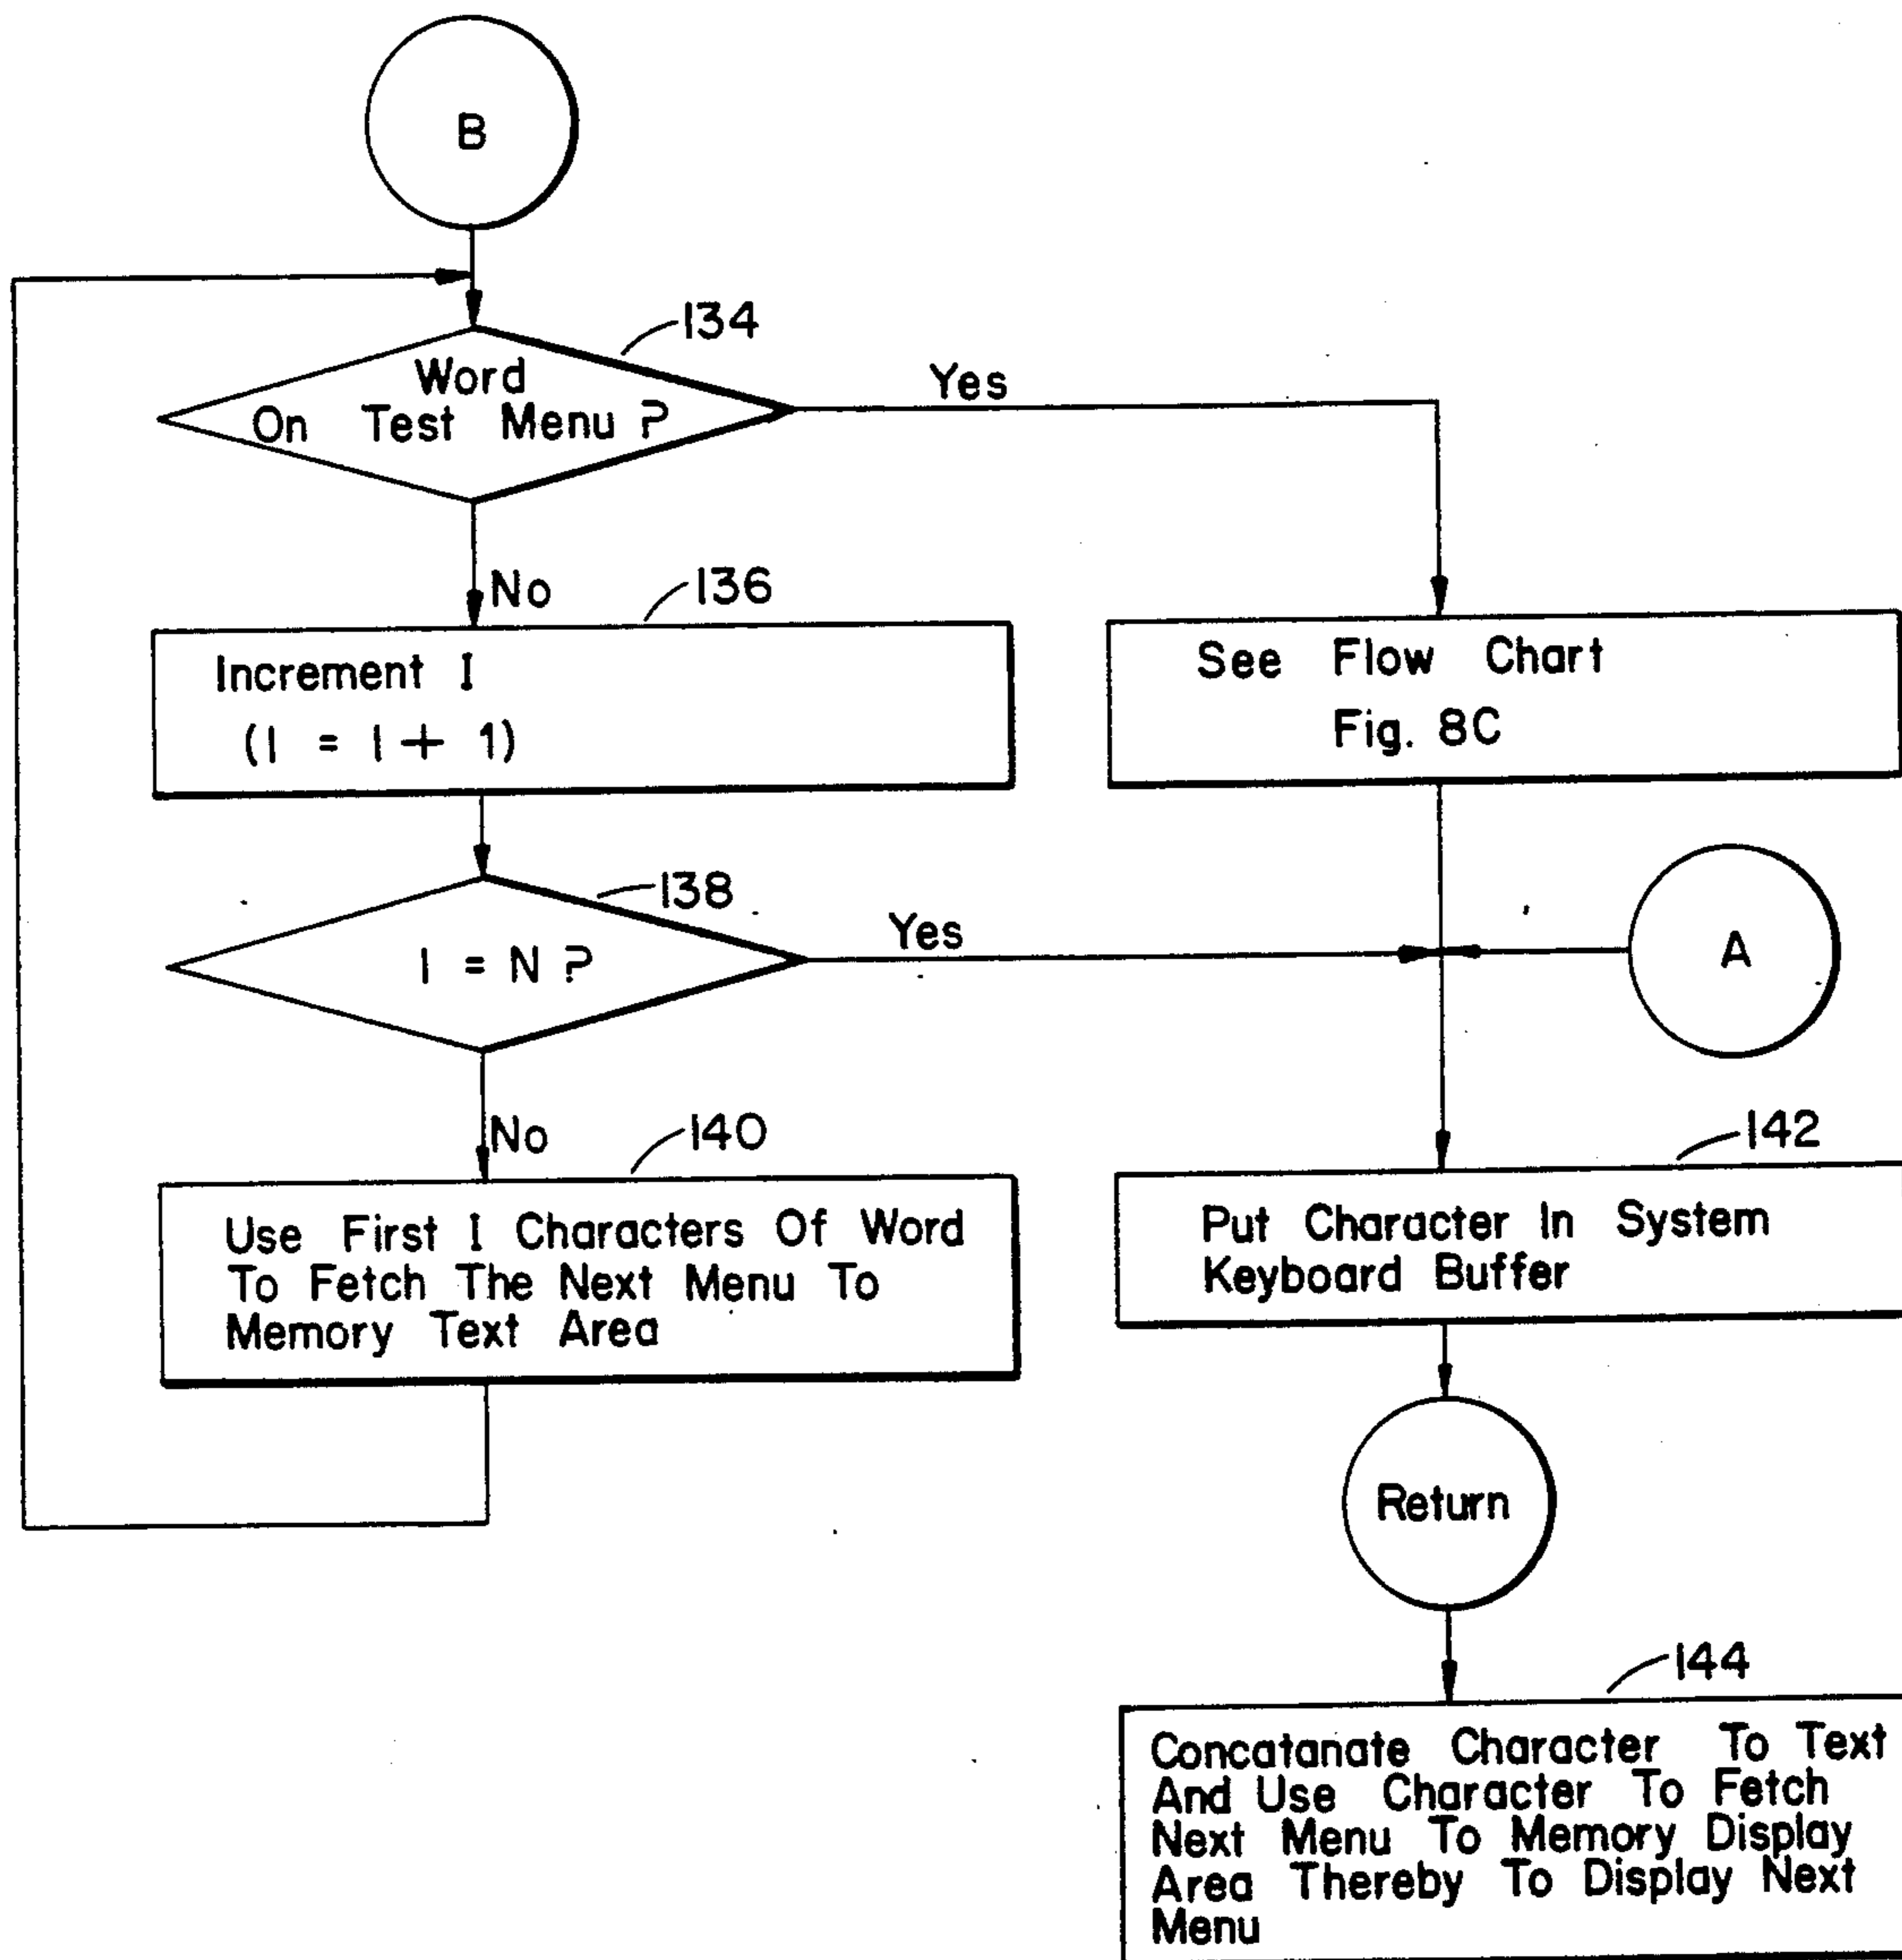 B
134
Word
On Test Menu ?
Yes
No
136
Increment I
(I = I + 1)
See Flow Chart
Fig. 8C
138
I = N ?
Yes
A
No
140
Use First I Characters Of Word
To Fetch The Next Menu To
Memory Text Area
142
Put Character In System
Keyboard Buffer
Return
144
Concatanate Character To Text
And Use Character To Fetch
Next Menu To Memory Display
Area Thereby To Display Next
Menu